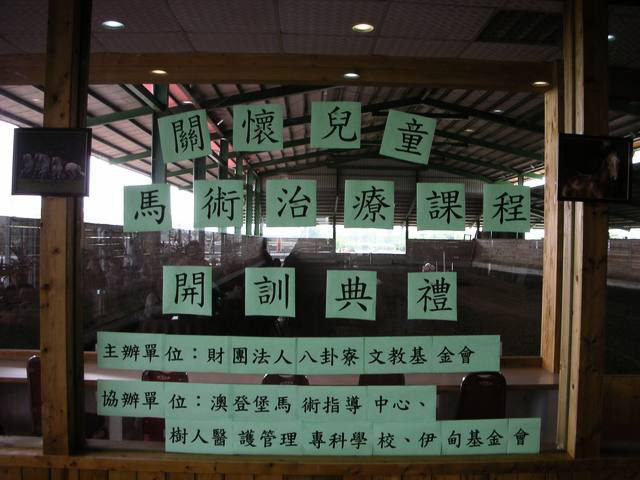 關懷兒童
馬術治療課程
開訓典禮
主辦單位：財團法人八卦寮文教基金會
協辦單位：澳登堡馬術指導中心、
樹人醫護管理專科學校、伊甸基金會